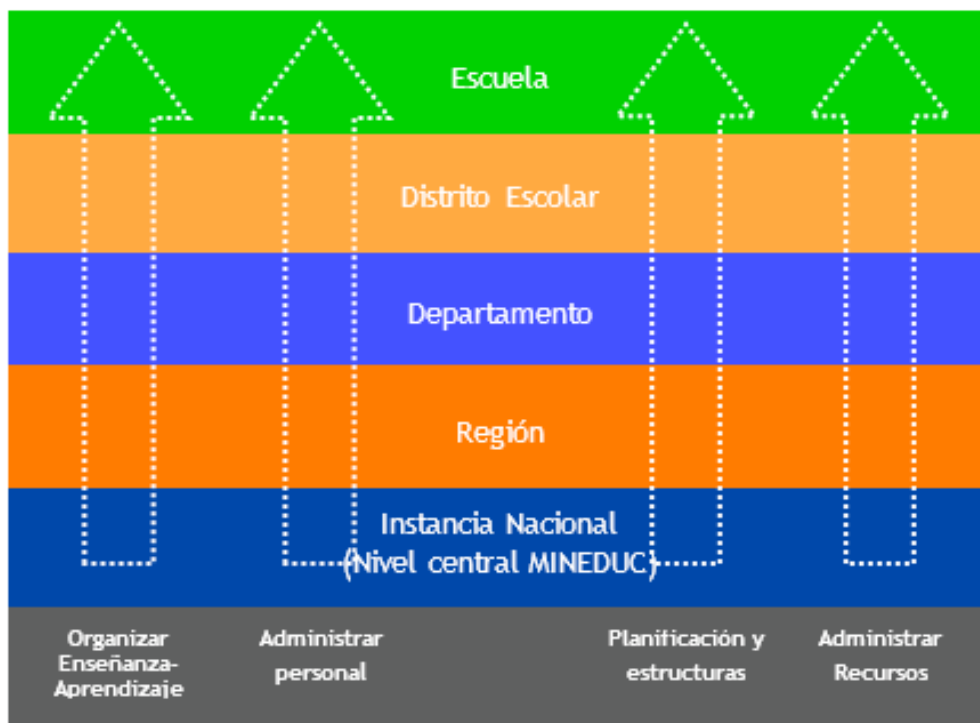 Escuela
Distrito Escolar
Departamento
Región
Instancia Nacional
(Nivel central MINEDUC)
Organizar
Enseñanza-
Aprendizaje
Administrar
personal
Planificación y
estructuras
Administrar
Recursos